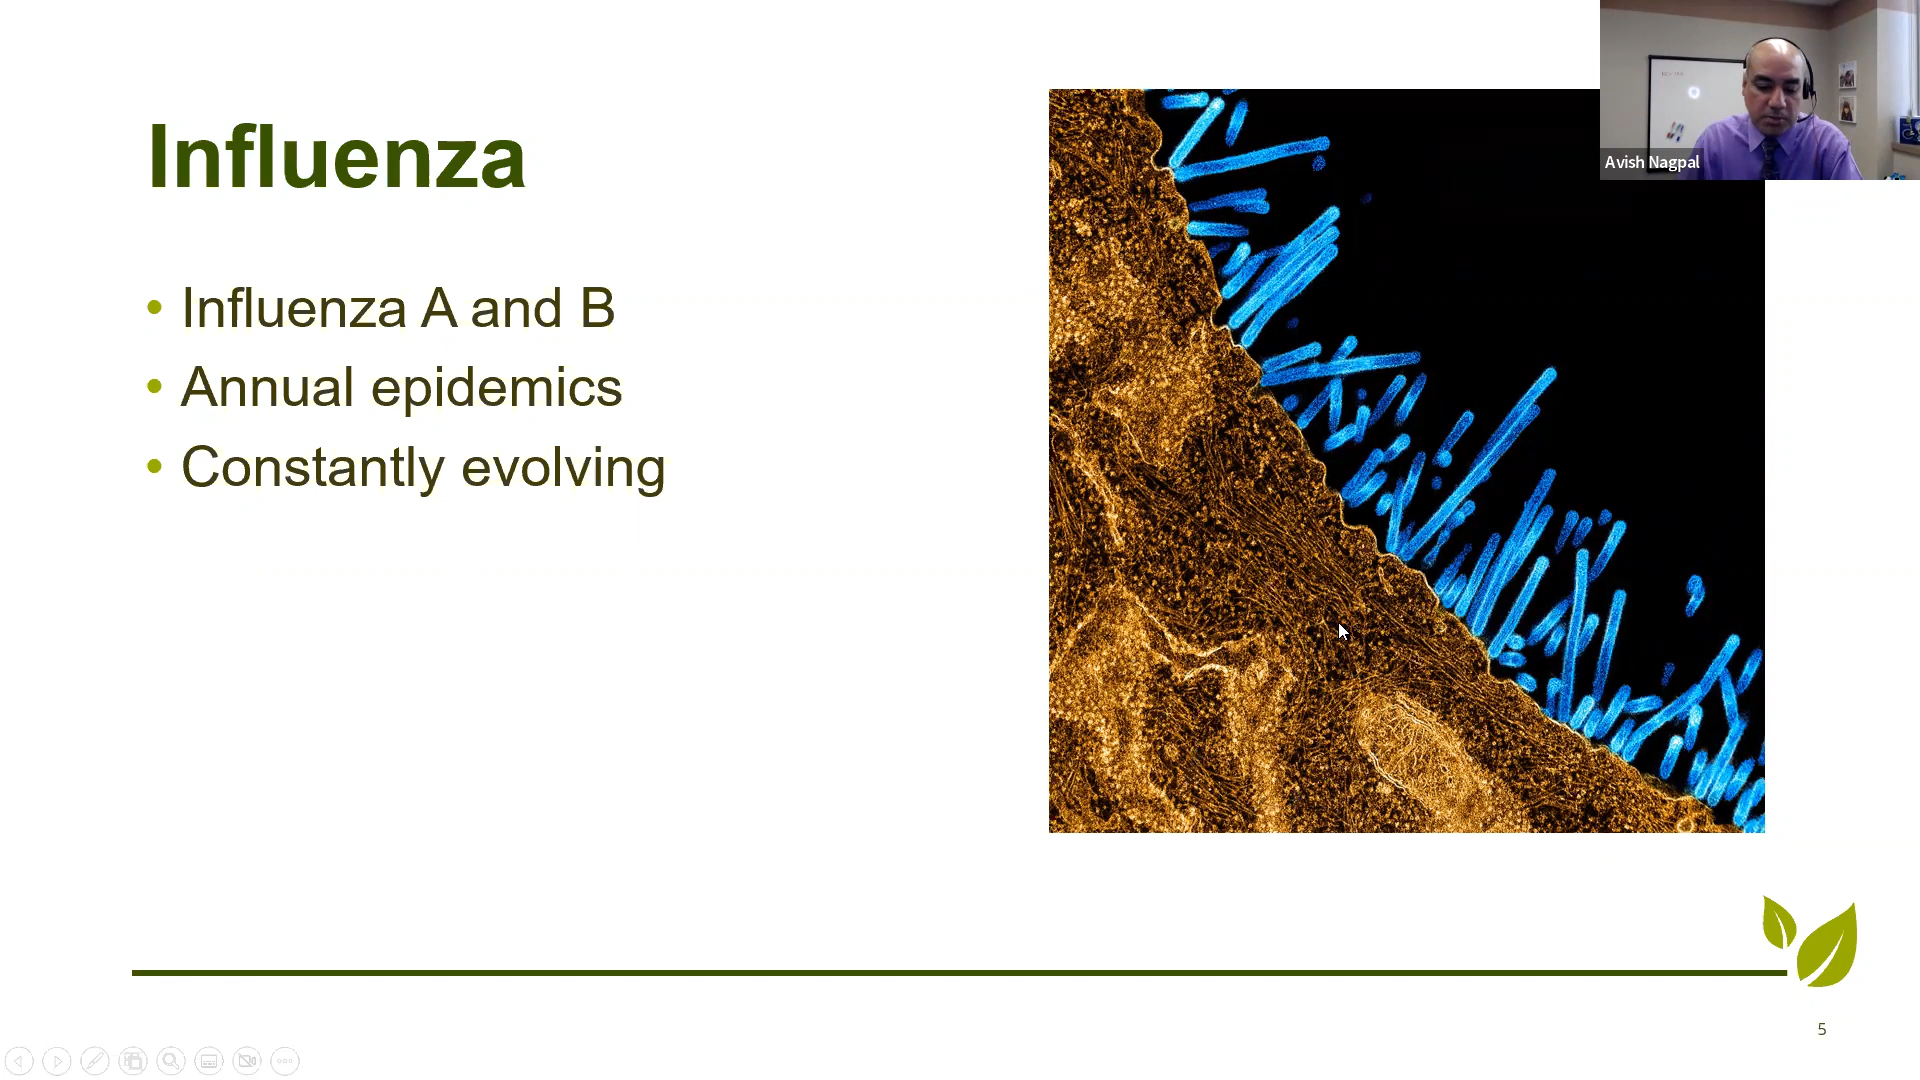 Influenza
• Influenza A and B
• Annual epidemics
• Constantly evolving
Avish Nagpal
5